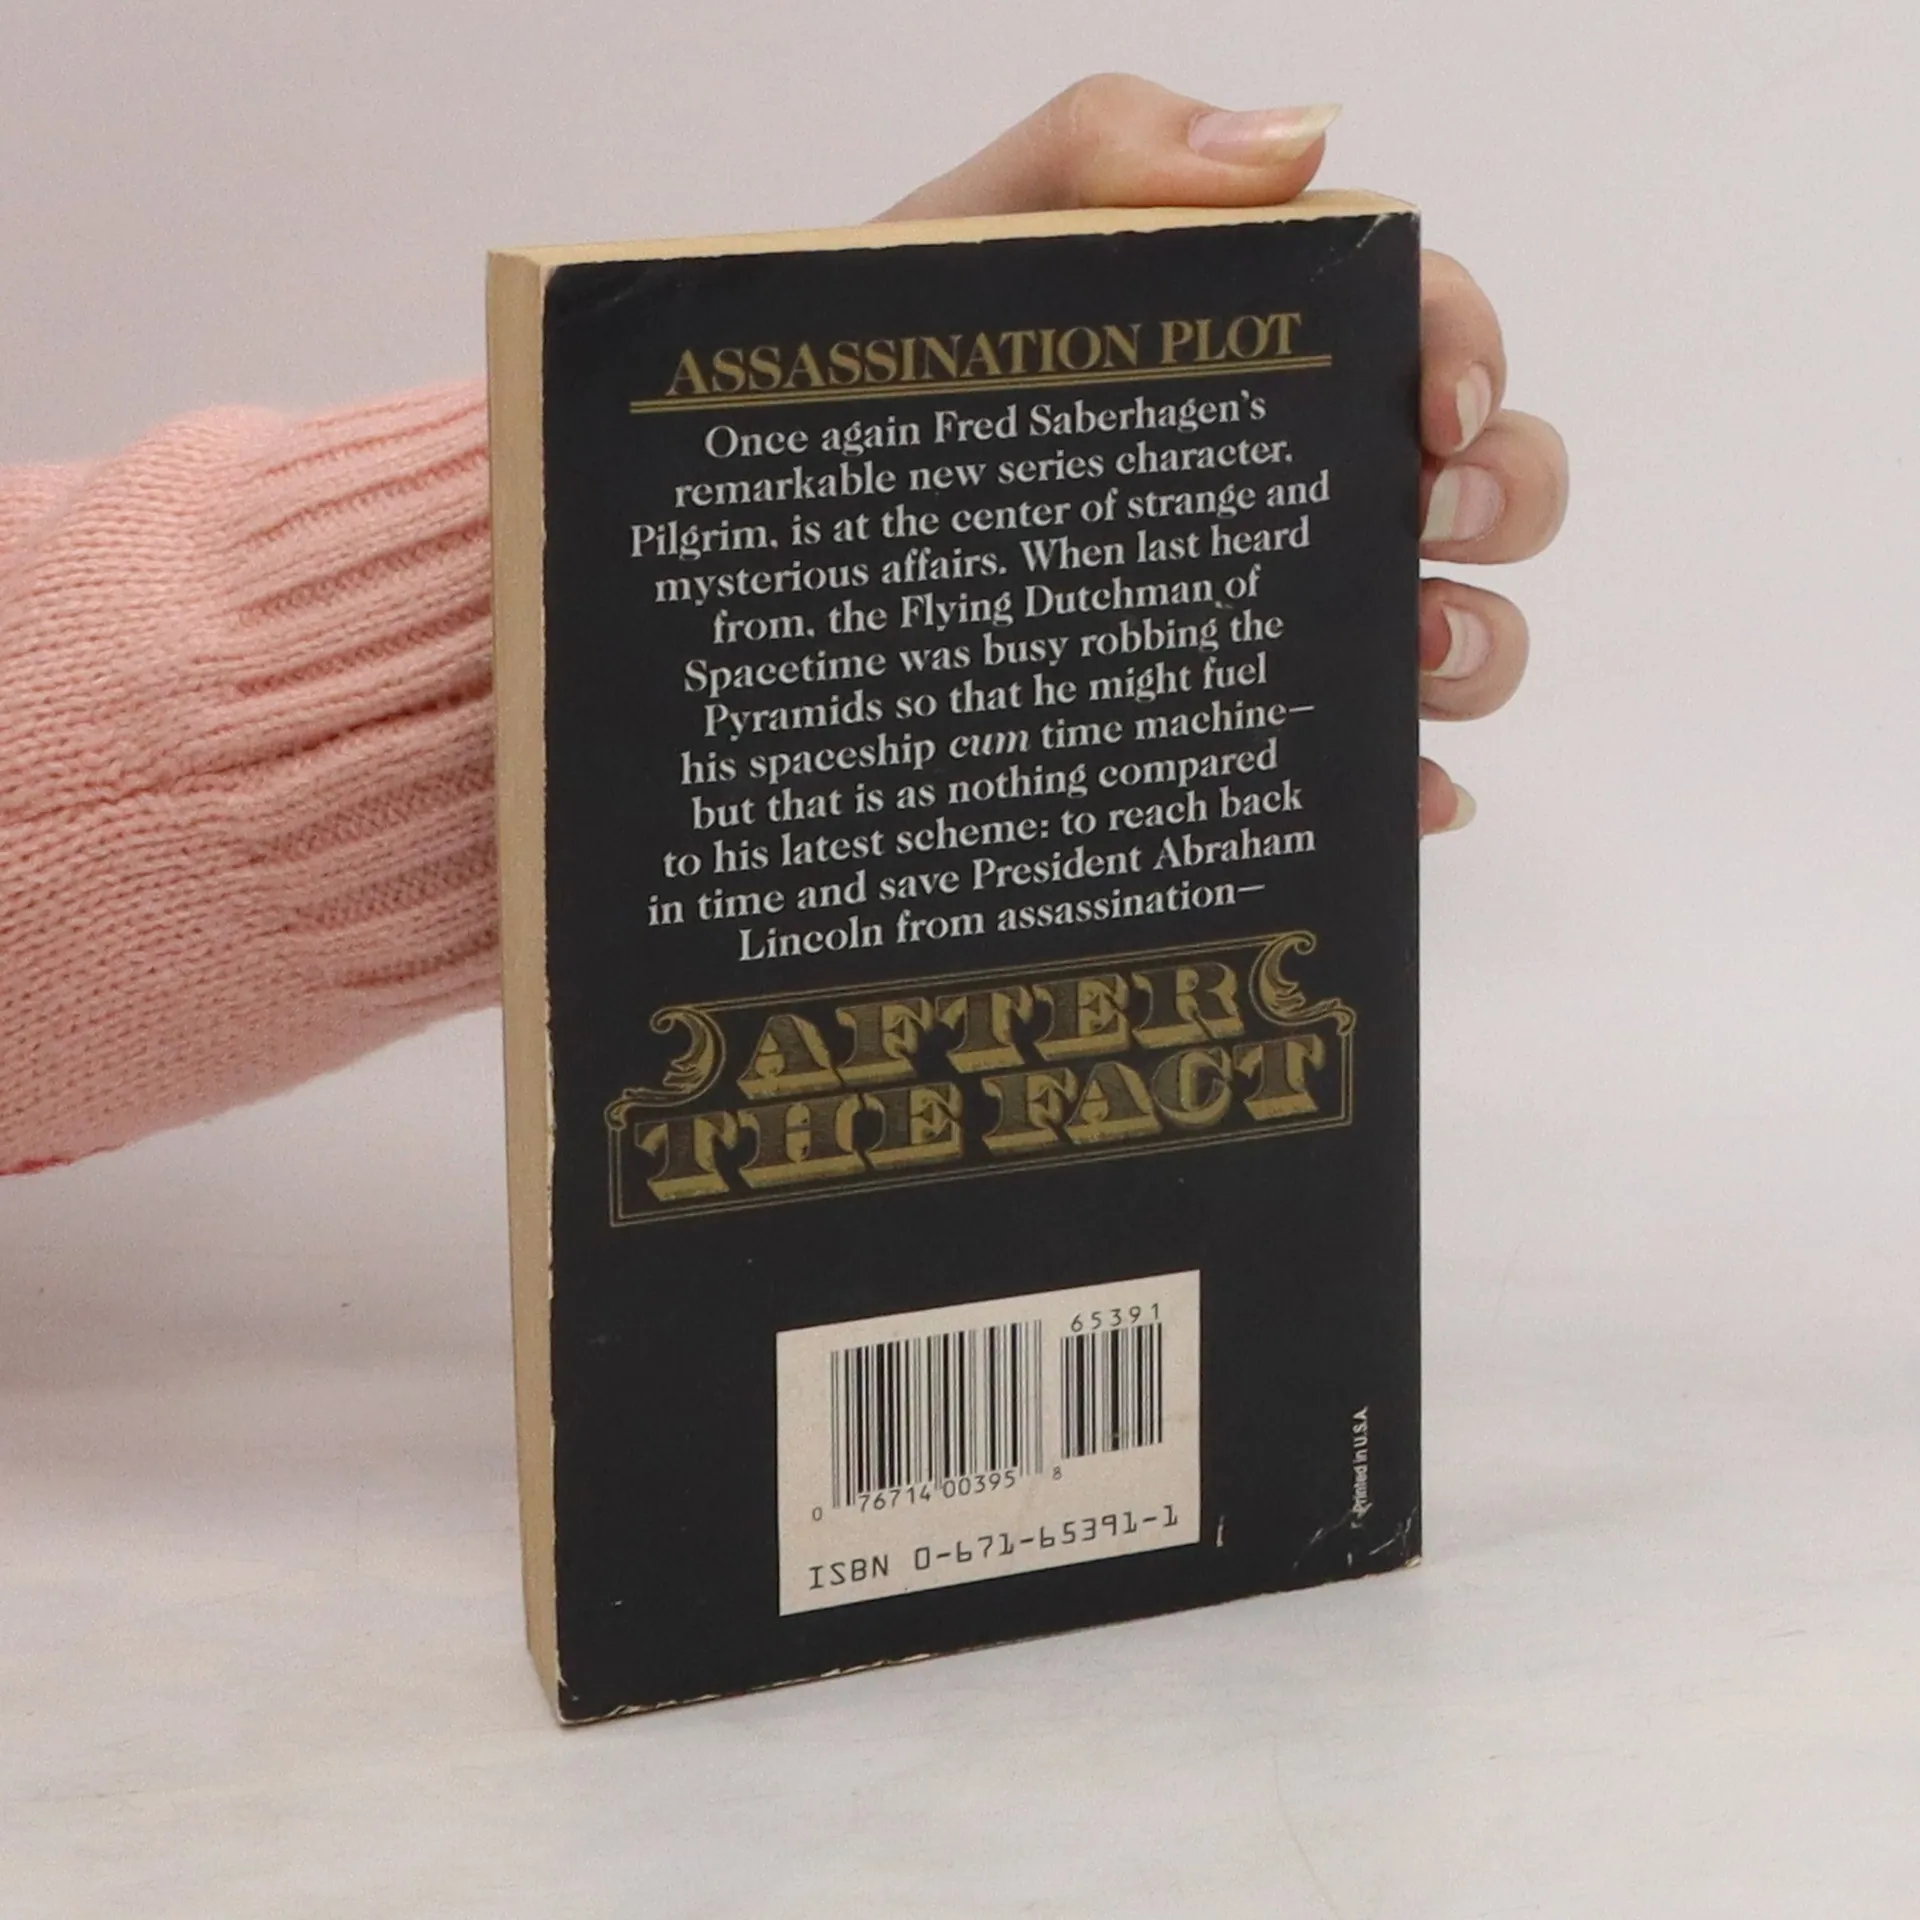 ASSASSINATION PLOT
Once again Fred Saberhagen's
remarkable new series character,
Pilgrim, is at the center of strange and
mysterious affairs. When last heard
from, the Flying Dutchman of
Spacetime was busy robbing the
Pyramids so that he might fuel
his spaceship cum time machine—
but that is as nothing compared
to his latest scheme: to reach back
in time and save President Abraham
Lincoln from assassination—
AFTER
THE FACT
65391
0 76714 00395 8
ISBN 0-671-65391-1
Printed in U.S.A.